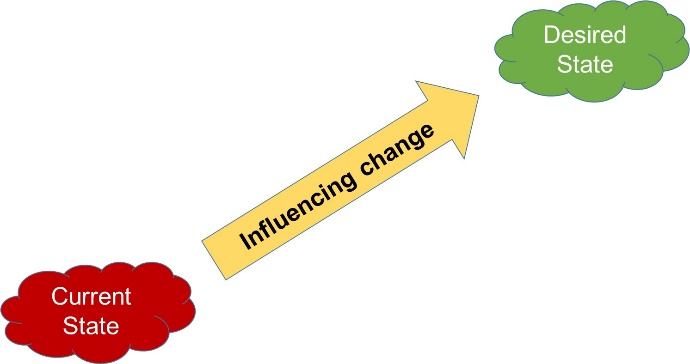 Desired
State
Influencing change
Current
State